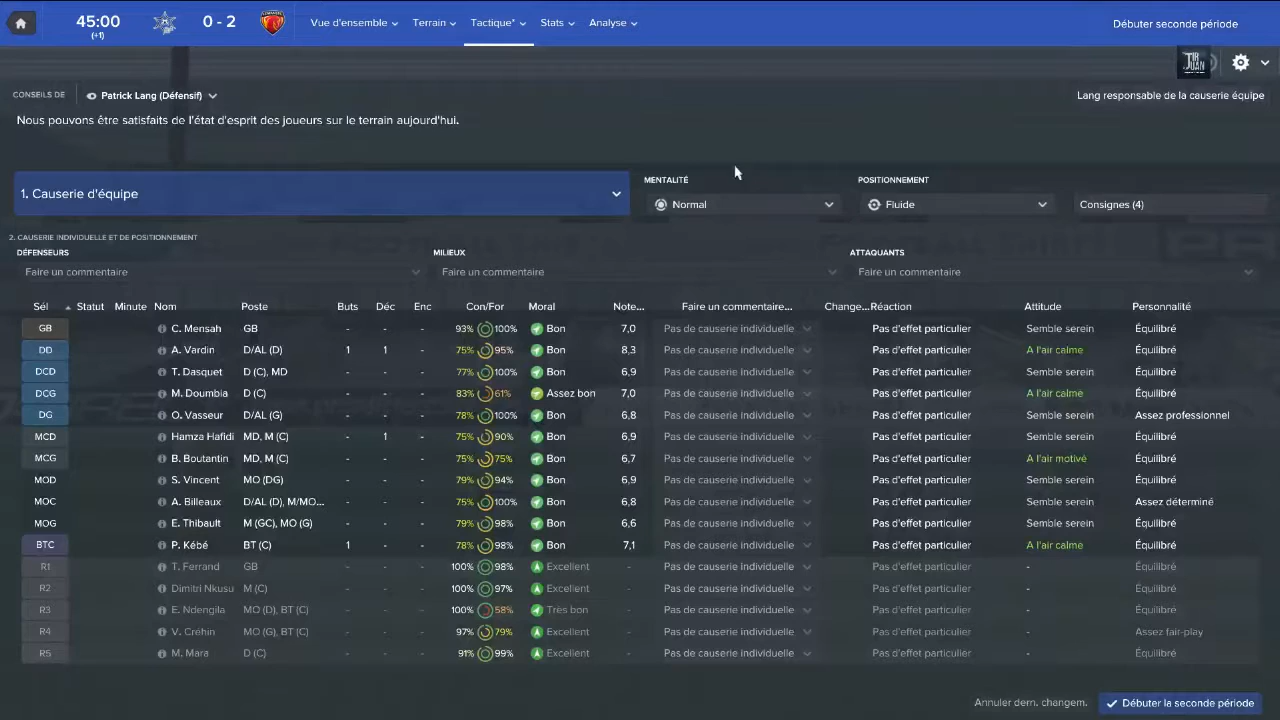 45:00 0 - 2 Vue d'ensemble Terrain Tactique* Stats Analyse Débuter seconde période
(+1)
CONSEILS DE Patrick Lang (Défensif) Lang responsable de la causerie équipe
Nous pouvons être satisfaits de l'état d'esprit des joueurs sur le terrain aujourd'hui.
MENTALITÉ POSITIONNEMENT
1. Causerie d'équipe Normal Fluide Consignes (4)
2. CAUSERIE INDIVIDUELLE ET DE POSITIONNEMENT
DÉFENSEURS MILIEUX ATTAQUANTS
Faire un commentaire Faire un commentaire Faire un commentaire
Sél Statut Minute Nom Poste Buts Déc Enc Con/For Moral Note... Faire un commentaire... Change... Réaction Attitude Personnalité
GB C. Mensah GB - - - 93% 100% Bon 7,0 Pas de causerie individuelle Pas d'effet particulier Semble serein Équilibré
DD A. Vardin D/AL (D) 1 1 - 75% 95% Bon 8,3 Pas de causerie individuelle Pas d'effet particulier A l'air calme Équilibré
DCD T. Dasquet D (C), MD - - - 77% 100% Bon 6,9 Pas de causerie individuelle Pas d'effet particulier Semble serein Équilibré
DCG M. Doumbia D (C) - - - 83% 61% Assez bon 7,0 Pas de causerie individuelle Pas d'effet particulier A l'air calme Équilibré
DG O. Vasseur D/AL (G) - - - 78% 100% Bon 6,8 Pas de causerie individuelle Pas d'effet particulier Semble serein Assez professionnel
MCD Hamza Hafidi MD, M (C) - 1 - 75% 90% Bon 6,9 Pas de causerie individuelle Pas d'effet particulier Semble serein Équilibré
MCG B. Boutantin MD, M (C) - - - 75% 75% Bon 6,7 Pas de causerie individuelle Pas d'effet particulier A l'air motivé Équilibré
MOD S. Vincent MO (DG) - - - 79% 94% Bon 6,9 Pas de causerie individuelle Pas d'effet particulier Semble serein Équilibré
MOC A. Billeaux D/AL (D), M/MO... - - - 75% 100% Bon 6,8 Pas de causerie individuelle Pas d'effet particulier Semble serein Assez déterminé
MOG E. Thibault M (GC), MO (G) - - - 79% 98% Bon 6,6 Pas de causerie individuelle Pas d'effet particulier Semble serein Équilibré
BTC P. Kébé BT (C) 1 - - 78% 98% Bon 7,1 Pas de causerie individuelle Pas d'effet particulier A l'air calme Équilibré
R1 T. Ferrand GB - - - 100% 98% Excellent - Pas de causerie individuelle Pas d'effet particulier - Équilibré
R2 Dimitri Nkusu M (C) - - - 100% 97% Excellent - Pas de causerie individuelle Pas d'effet particulier - Équilibré
R3 E. Ndengila MO (D), BT (C) - - - 100% 58% Très bon - Pas de causerie individuelle Pas d'effet particulier - Équilibré
R4 V. Créhin MO (G), BT (C) - - - 97% 79% Excellent - Pas de causerie individuelle Pas d'effet particulier - Assez fair-play
R5 M. Mara D (C) - - - 91% 99% Excellent - Pas de causerie individuelle Pas d'effet particulier - Équilibré
Annuler dern. changem. Débuter la seconde période